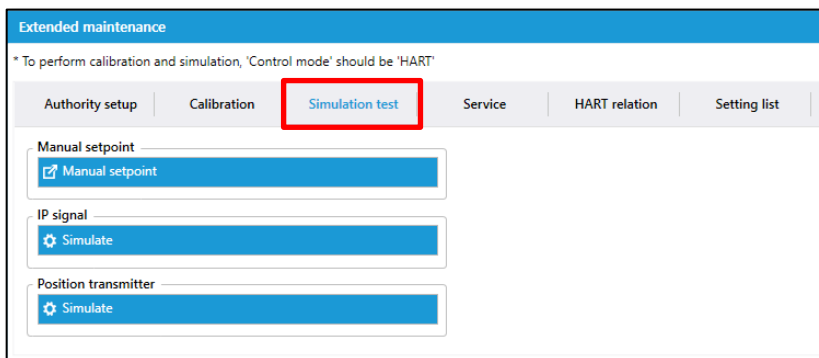 Extended maintenance
* To perform calibration and simulation, 'Control mode' should be 'HART'
Authority setup Calibration Simulation test Service HART relation Setting list
Manual setpoint
Manual setpoint
IP signal
Simulate
Position transmitter
Simulate